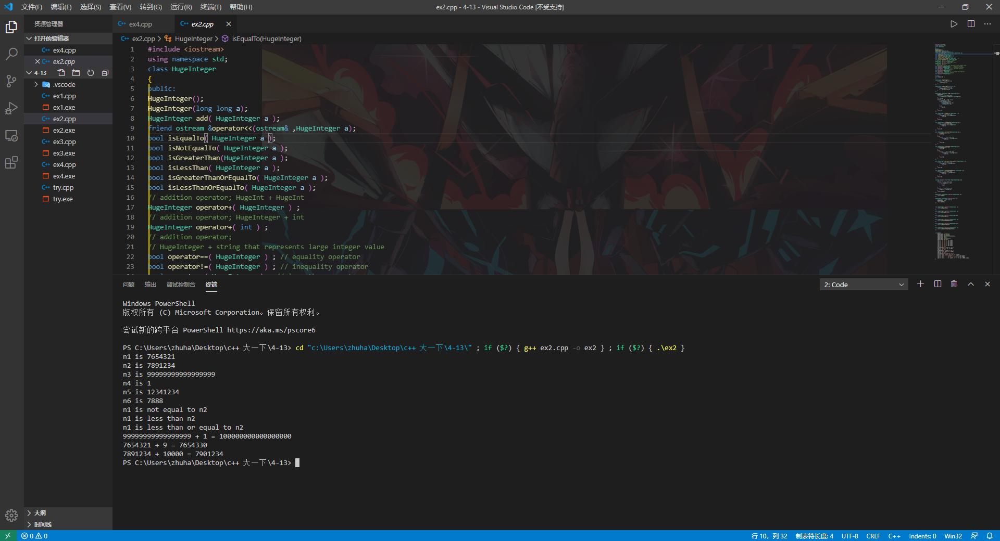 文件(F) 编辑(E) 选择(S) 查看(V) 转到(G) 运行(R) 终端(T) 帮助(H) ex2.cpp - 4-13 - Visual Studio Code [不受支持]
资源管理器
打开的编辑器
ex4.cpp
ex2.cpp
4-13
.vscode
ex1.cpp
ex1.exe
ex2.cpp
ex2.exe
ex3.cpp
ex3.exe
ex4.cpp
ex4.exe
try.cpp
try.exe
大纲
时间线
ex4.cpp ex2.cpp
ex2.cpp > HugeInteger > isEqualTo(HugeInteger)
1 #include <iostream>
2 using namespace std;
3 class HugeInteger
4 {
5 public:
6 HugeInteger();
7 HugeInteger(long long a);
8 HugeInteger add( HugeInteger a );
9 friend ostream &operator<<(ostream& ,HugeInteger a);
10 bool isEqualTo( HugeInteger a );
11 bool isNotEqualTo( HugeInteger a );
12 bool isGreaterThan(HugeInteger a );
13 bool isLessThan( HugeInteger a );
14 bool isGreaterThanOrEqualTo( HugeInteger a );
15 bool isLessThanOrEqualTo( HugeInteger a );
16 // addition operator; HugeInt + HugeInt
17 HugeInteger operator+( HugeInteger ) ;
18 // addition operator; HugeInteger + int
19 HugeInteger operator+( int ) ;
20 // addition operator;
21 // HugeInteger + string that represents large integer value
22 bool operator==( HugeInteger ) ; // equality operator
23 bool operator!=( HugeInteger ) ; // inequality operator
问题 输出 调试控制台 终端 2: Code
Windows PowerShell
版权所有 (C) Microsoft Corporation。保留所有权利。
尝试新的跨平台 PowerShell https://aka.ms/pscore6
PS C:\Users\zhuha\Desktop\c++ 大一下\4-13> cd "c:\Users\zhuha\Desktop\c++ 大一下\4-13\" ; if ($?) { g++ ex2.cpp -o ex2 } ; if ($?) { .\ex2 }
n1 is 7654321
n2 is 7891234
n3 is 99999999999999999
n4 is 1
n5 is 12341234
n6 is 7888
n1 is not equal to n2
n1 is less than n2
n1 is less than or equal to n2
99999999999999999 + 1 = 100000000000000000
7654321 + 9 = 7654330
7891234 + 10000 = 7901234
PS C:\Users\zhuha\Desktop\c++ 大一下\4-13>
0 0 行 10，列 32 制表符长度: 4 UTF-8 CRLF C++ Indents: 0 Win32